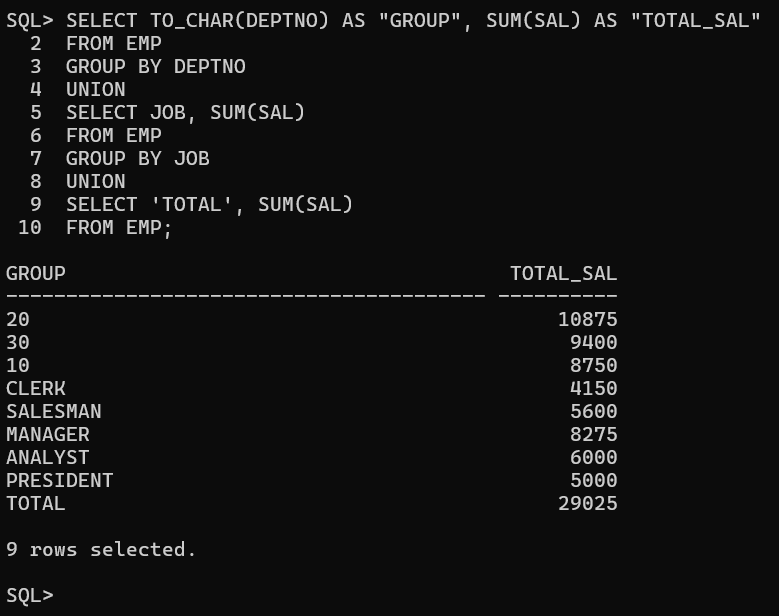 SQL> SELECT TO_CHAR(DEPTNO) AS "GROUP", SUM(SAL) AS "TOTAL_SAL"
  2  FROM EMP
  3  GROUP BY DEPTNO
  4  UNION
  5  SELECT JOB, SUM(SAL)
  6  FROM EMP
  7  GROUP BY JOB
  8  UNION
  9  SELECT 'TOTAL', SUM(SAL)
 10  FROM EMP;

GROUP                                     TOTAL_SAL
---------------------------------------- ----------
20                                            10875
30                                             9400
10                                             8750
CLERK                                          4150
SALESMAN                                       5600
MANAGER                                        8275
ANALYST                                        6000
PRESIDENT                                      5000
TOTAL                                         29025

9 rows selected.

SQL>